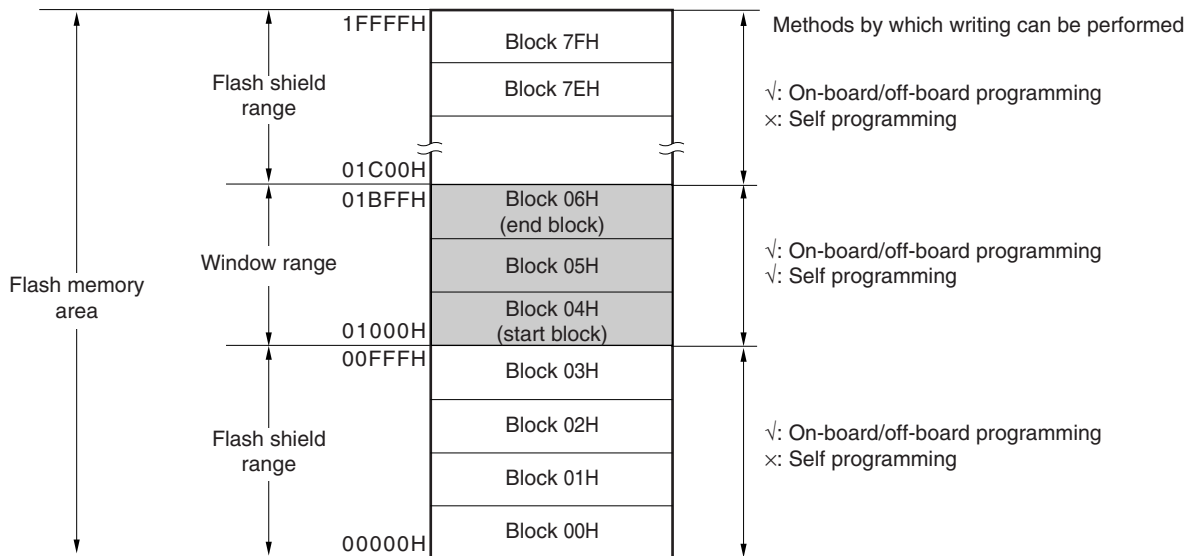 1FFFFH
Methods by which writing can be performed
Block 7FH
Flash shield
range
Block 7EH
√: On-board/off-board programming
×: Self programming
01C00H
01BFFH
Block 06H
(end block)
Window range
Block 05H
√: On-board/off-board programming
√: Self programming
Flash memory
area
Block 04H
(start block)
01000H
00FFFH
Block 03H
Block 02H
Flash shield
range
√: On-board/off-board programming
×: Self programming
Block 01H
Block 00H
00000H